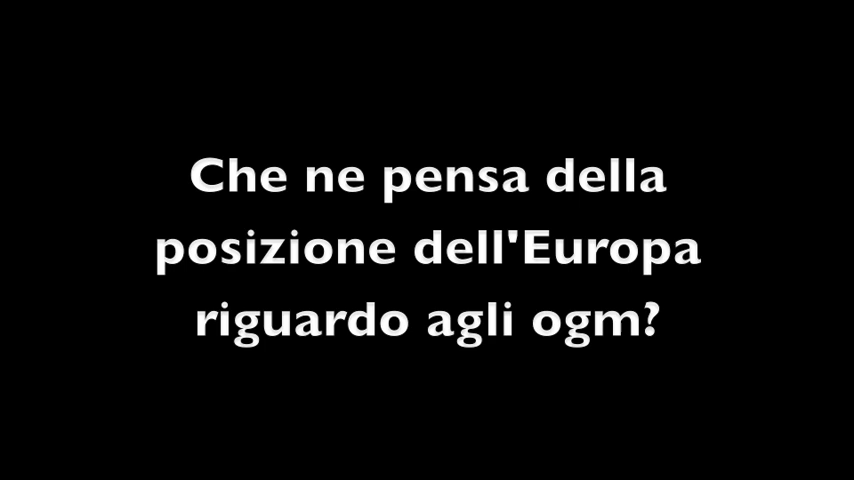 Che ne pensa della
posizione dell'Europa
riguardo agli ogm?